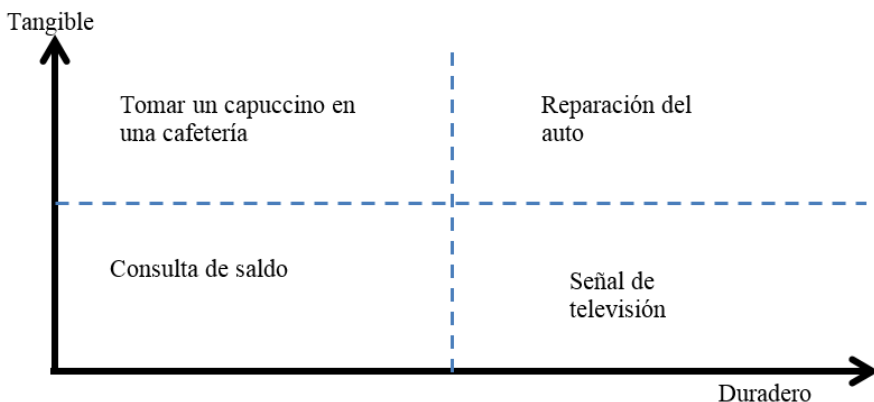 Tangible
Tomar un capuccino en
una cafetería
Reparación del
auto
Consulta de saldo
Señal de
televisión
Duradero